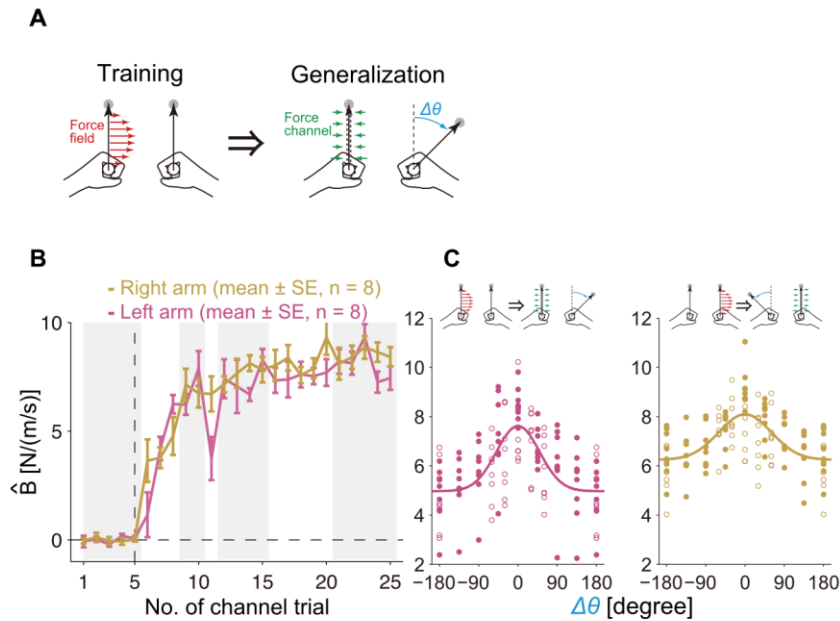 A
Training
Generalization
Force
field
Force
channel
Δθ
B
Right arm (mean ± SE, n = 8)
Left arm (mean ± SE, n = 8)
B̂ [N/(m/s)]
10
5
0
1
5
10
15
20
25
No. of channel trial
C
12
10
8
6
4
2
−180
−90
0
90
180
12
10
8
6
4
2
−180
−90
0
90
180
Δθ [degree]